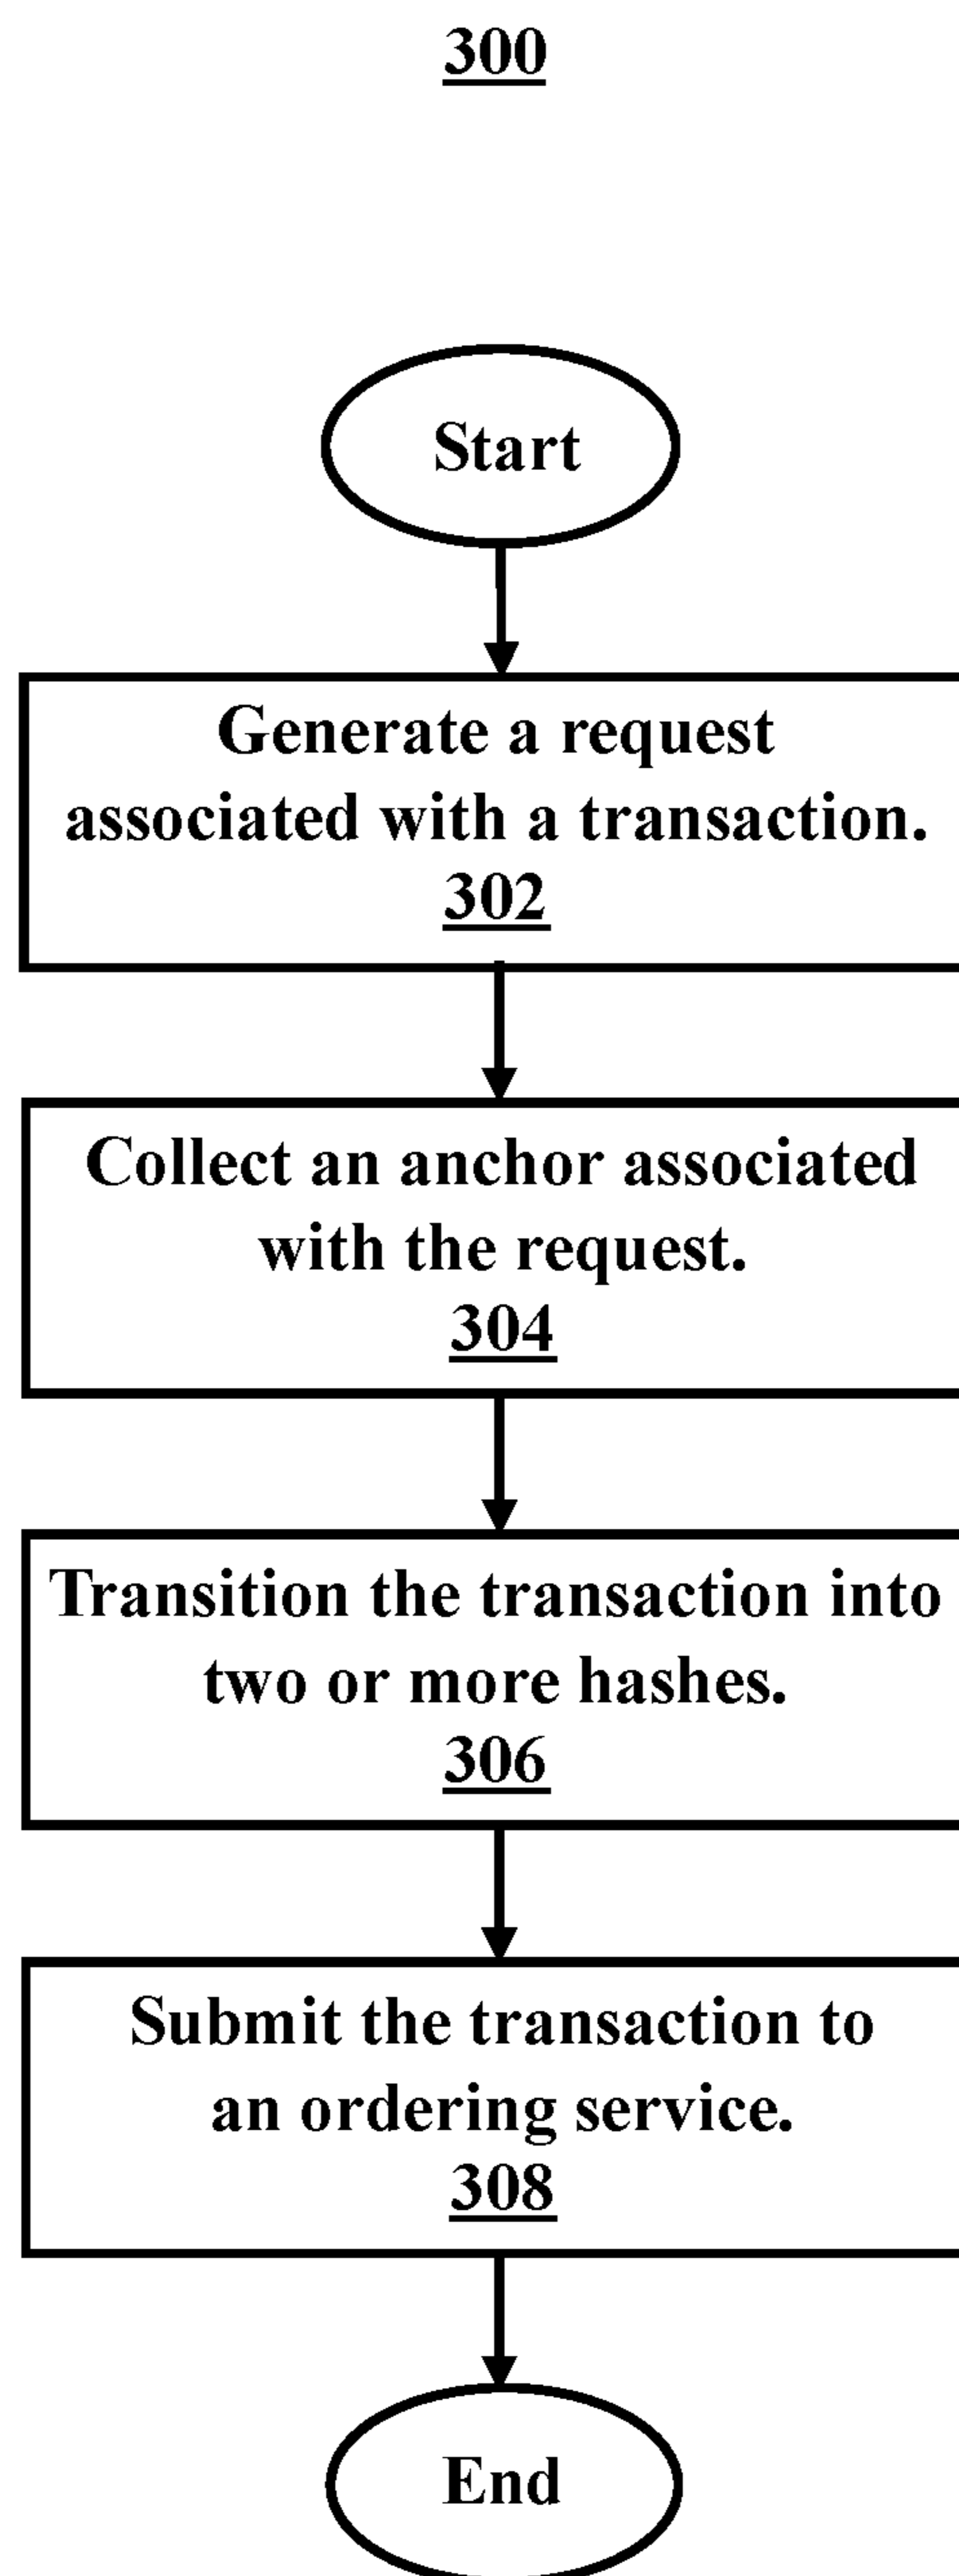 300
Start
Generate a request
associated with a transaction.
302
Collect an anchor associated
with the request.
304
Transition the transaction into
two or more hashes.
306
Submit the transaction to
an ordering service.
308
End